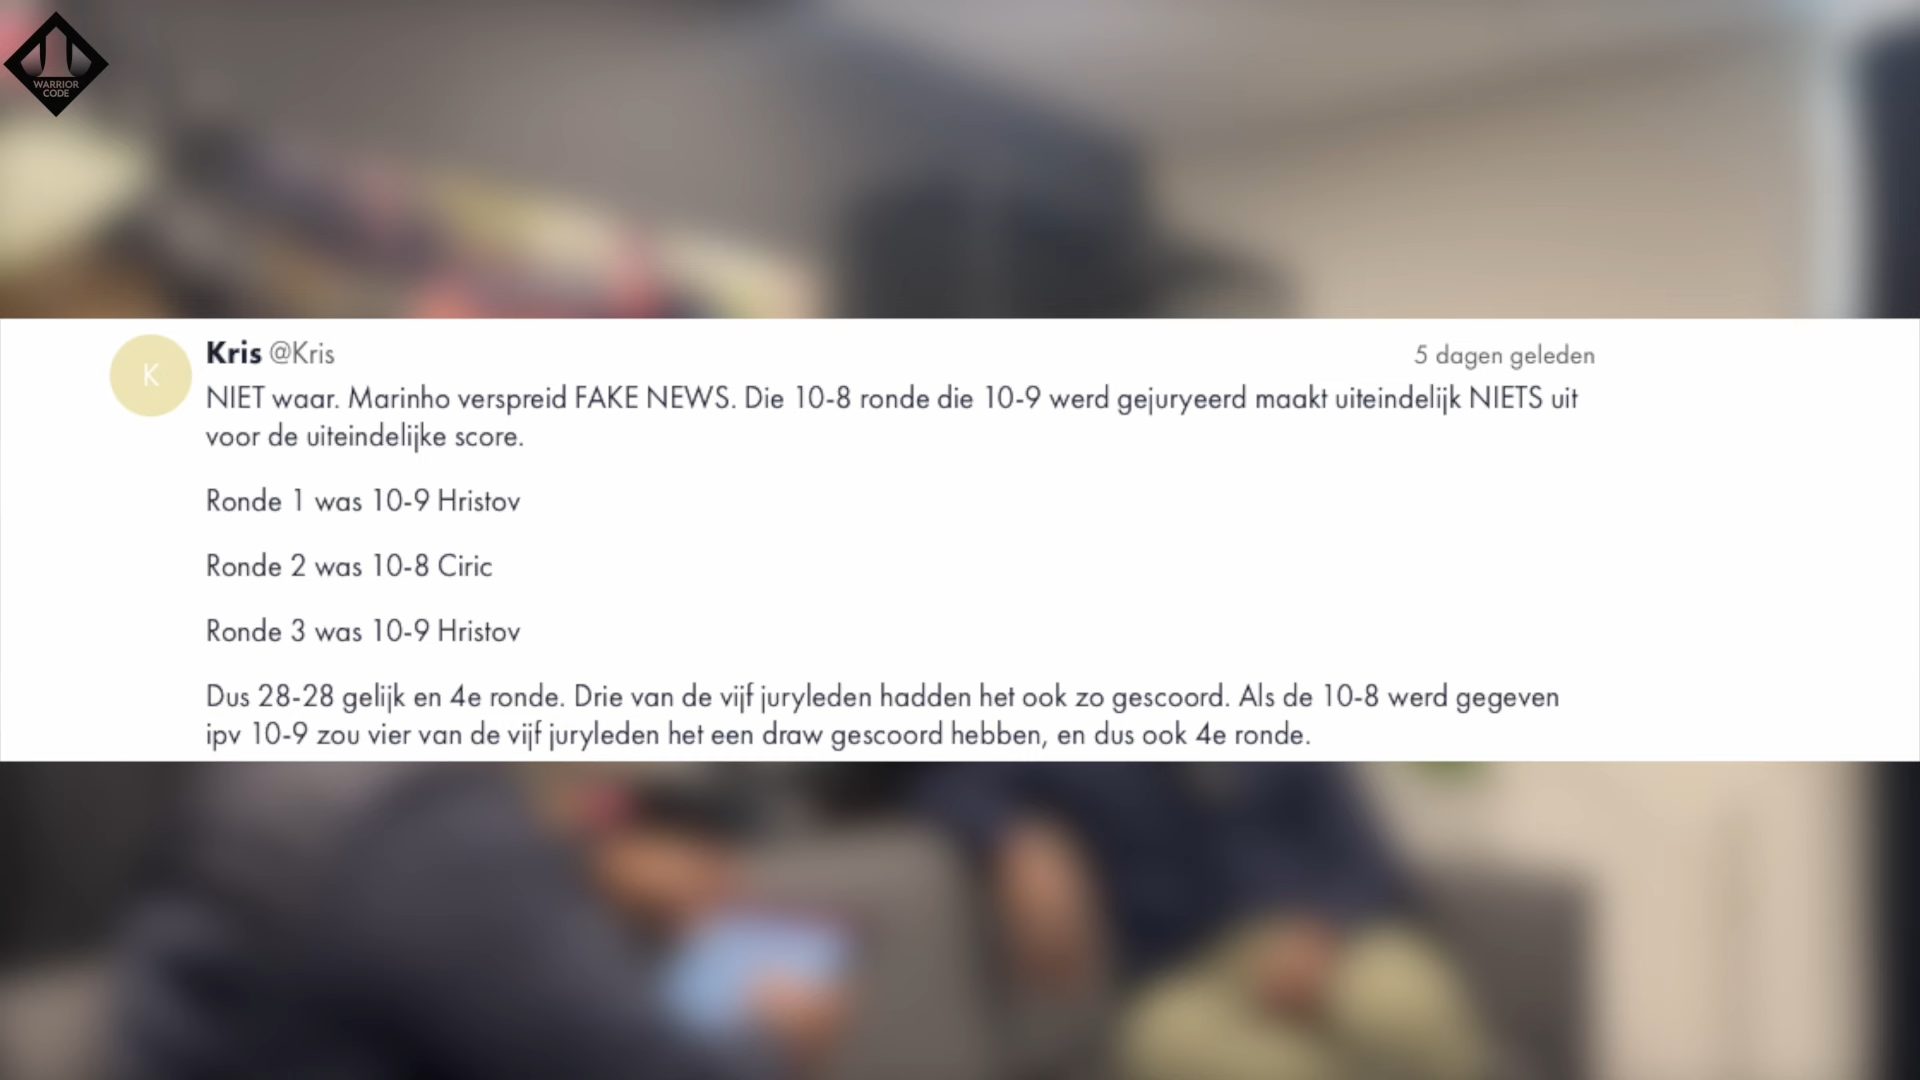 WARRIOR
CODE
K
Kris @Kris
5 dagen geleden
NIET waar. Marinho verspreid FAKE NEWS. Die 10-8 ronde die 10-9 werd gejuryeerd maakt uiteindelijk NIETS uit
voor de uiteindelijke score.
Ronde 1 was 10-9 Hristov
Ronde 2 was 10-8 Ciric
Ronde 3 was 10-9 Hristov
Dus 28-28 gelijk en 4e ronde. Drie van de vijf juryleden hadden het ook zo gescoord. Als de 10-8 werd gegeven
ipv 10-9 zou vier van de vijf juryleden het een draw gescoord hebben, en dus ook 4e ronde.